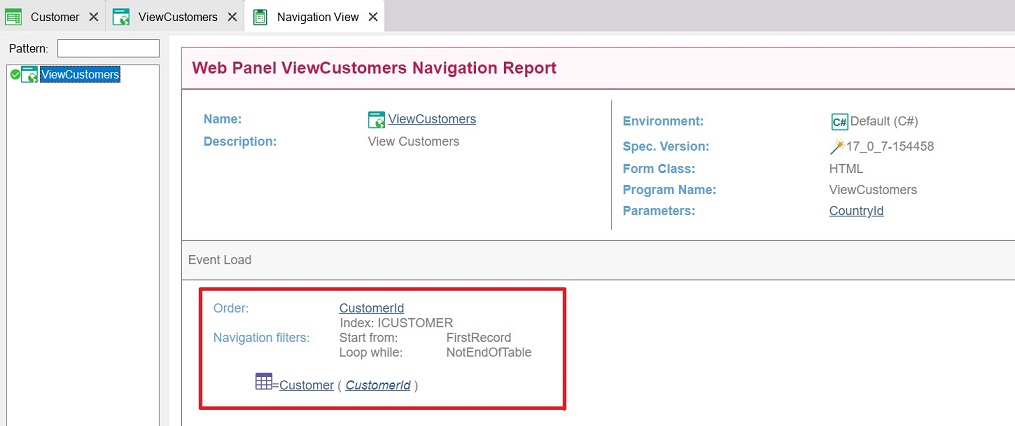 Customer ViewCustomers Navigation View
Pattern:
ViewCustomers
Web Panel ViewCustomers Navigation Report
Name: ViewCustomers
Description: View Customers
Environment: C# Default (C#)
Spec. Version: 17_0_7-154458
Form Class: HTML
Program Name: ViewCustomers
Parameters: CountryId
Event Load
Order: CustomerId
Index: ICUSTOMER
Navigation filters: Start from: FirstRecord
Loop while: NotEndOfTable
=Customer ( CustomerId )